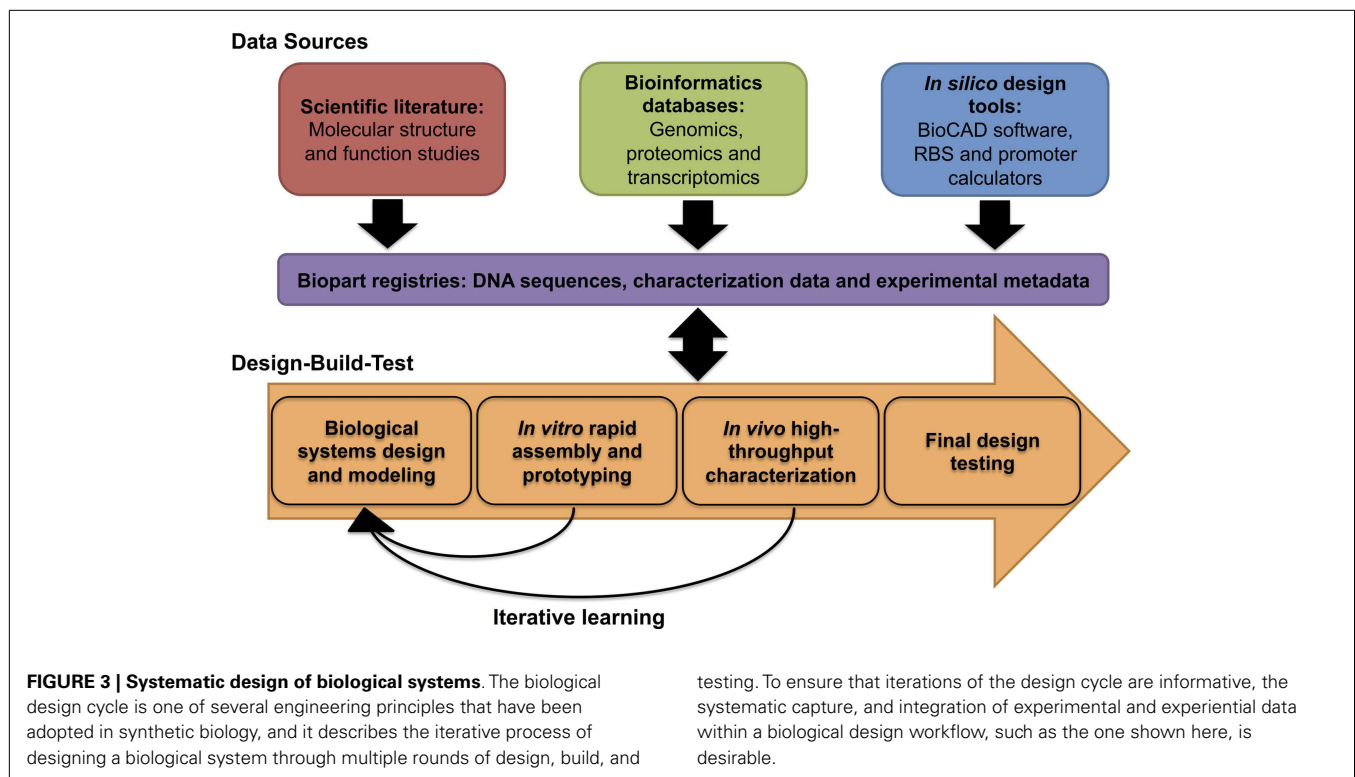 Data Sources
Scientific literature:
Molecular structure
and function studies
Bioinformatics
databases:
Genomics,
proteomics and
transcriptomics
In silico design
tools:
BioCAD software,
RBS and promoter
calculators
Biopart registries: DNA sequences, characterization data and experimental metadata
Design-Build-Test
Biological
systems design
and modeling
In vitro rapid
assembly and
prototyping
In vivo high-
throughput
characterization
Final design
testing
Iterative learning
FIGURE 3 | Systematic design of biological systems. The biological
design cycle is one of several engineering principles that have been
adopted in synthetic biology, and it describes the iterative process of
designing a biological system through multiple rounds of design, build, and
testing. To ensure that iterations of the design cycle are informative, the
systematic capture, and integration of experimental and experiential data
within a biological design workflow, such as the one shown here, is
desirable.